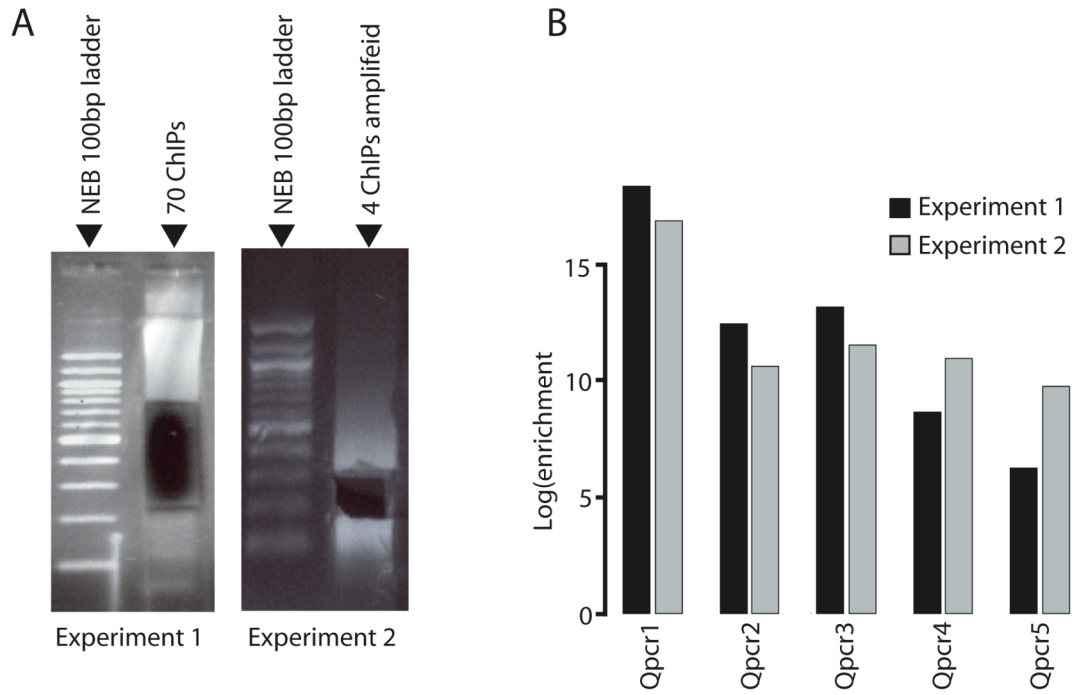 A
NEB 100bp ladder
70 ChIPs
NEB 100bp ladder
4 ChIPs amplifeid
Experiment 1
Experiment 2
B
Experiment 1
Experiment 2
Log(enrichment
15
10
5
0
Qpcr1
Qpcr2
Qpcr3
Qpcr4
Qpcr5